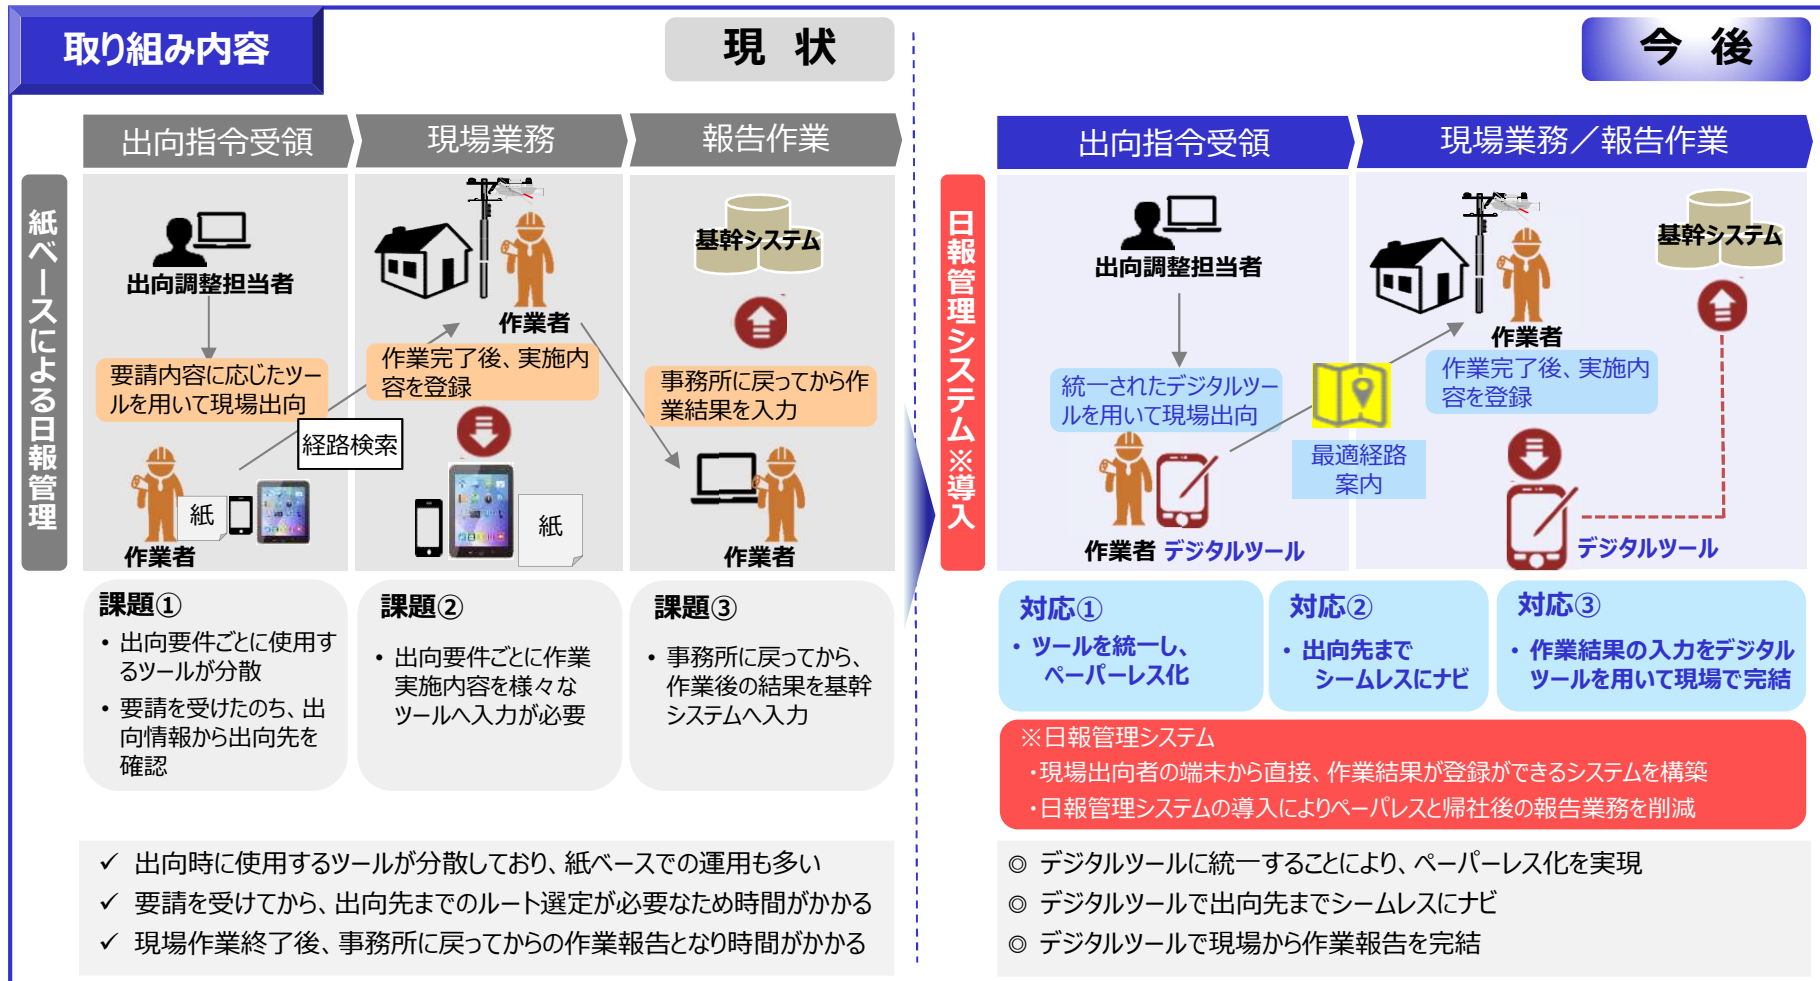 取り組み内容
現 状
出向指令受領
現場業務
報告作業
紙ベースによる日報管理
出向調整担当者
要請内容に応じたツー
ルを用いて現場出向
経路検索
紙
作業者
作業者
作業完了後、実施内
容を登録
紙
基幹システム
事務所に戻ってから作
業結果を入力
作業者
課題①
• 出向要件ごとに使用す
るツールが分散
• 要請を受けたのち、出
向情報から出向先を
確認
課題②
• 出向要件ごとに作業
実施内容を様々な
ツールへ入力が必要
課題③
• 事務所に戻ってから、
作業後の結果を基幹
システムへ入力
✓ 出向時に使用するツールが分散しており、紙ベースでの運用も多い
✓ 要請を受けてから、出向先までのルート選定が必要なため時間がかかる
✓ 現場作業終了後、事務所に戻ってからの作業報告となり時間がかかる
今 後
出向指令受領
現場業務／報告作業
日報管理システム※導入
出向調整担当者
統一されたデジタルツー
ルを用いて現場出向
作業者 デジタルツール
最適経路
案内
作業者
作業完了後、実施内
容を登録
基幹システム
デジタルツール
対応①
• ツールを統一し、
ペーパーレス化
対応②
• 出向先まで
シームレスにナビ
対応③
• 作業結果の入力をデジタル
ツールを用いて現場で完結
※日報管理システム
・現場出向者の端末から直接、作業結果が登録ができるシステムを構築
・日報管理システムの導入によりペーパレスと帰社後の報告業務を削減
◎ デジタルツールに統一することにより、ペーパーレス化を実現
◎ デジタルツールで出向先までシームレスにナビ
◎ デジタルツールで現場から作業報告を完結